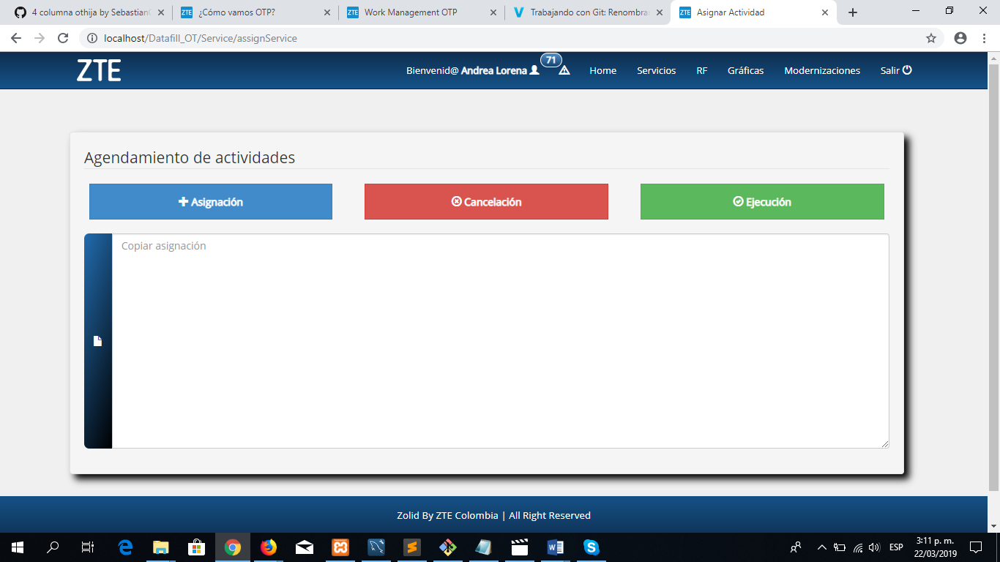 4 columna othija by Sebastian
¿Cómo vamos OTP?
Work Management OTP
Trabajando con Git: Renombra
Asignar Actividad
localhost/Datafill_OT/Service/assignService
ZTE
Bienvenid@ Andrea Lorena
71
Home
Servicios
RF
Gráficas
Modernizaciones
Salir
Agendamiento de actividades
Asignación
Cancelación
Ejecución
Copiar asignación
Zolid By ZTE Colombia | All Right Reserved
ESP
3:11 p. m.
22/03/2019